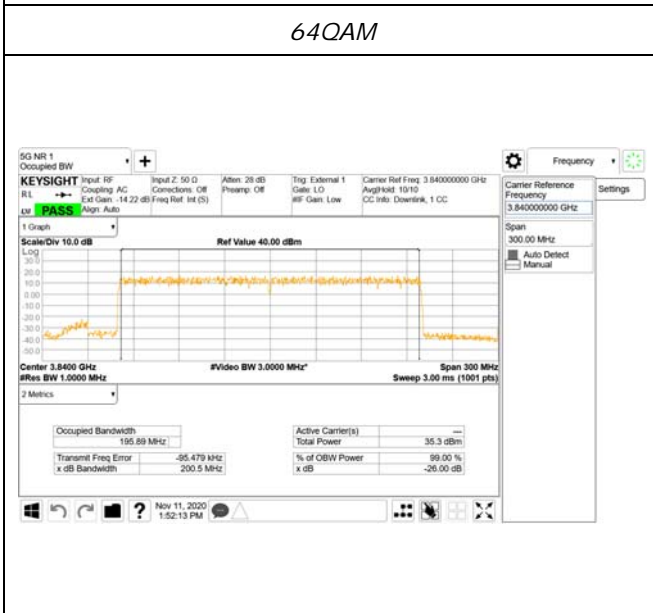 64QAM
5G NR 1
Occupied BW
Frequency
KEYSIGHT
RL
PASS
Input: RF
Coupling: AC
Ext Gain: -14.22 dB
Align: Auto
Input Z: 50 Ω
Corrections: Off
Freq Ref: Int (S)
Atten: 28 dB
Preamp: Off
Trig: External 1
Gate: LO
#IF Gain: Low
Carrier Ref Freq: 3.840000000 GHz
Avg|Hold: 10/10
CC Info: Downlink, 1 CC
Carrier Reference
Frequency
3.840000000 GHz
Settings
Span
300.00 MHz
Auto Detect
Manual
1 Graph
Scale/Div 10.0 dB
Ref Value 40.00 dBm
Log
30.0
20.0
10.0
0.00
-10.0
-20.0
-30.0
-40.0
-50.0
Center 3.8400 GHz
#Res BW 1.0000 MHz
#Video BW 3.0000 MHz*
Span 300 MHz
Sweep 3.00 ms (1001 pts)
2 Metrics
Occupied Bandwidth
195.89 MHz
Transmit Freq Error -95.479 kHz
x dB Bandwidth 200.5 MHz
Active Carrier(s) ---
Total Power 35.3 dBm
% of OBW Power 99.00 %
x dB -26.00 dB
?
Nov 11, 2020
1:52:13 PM